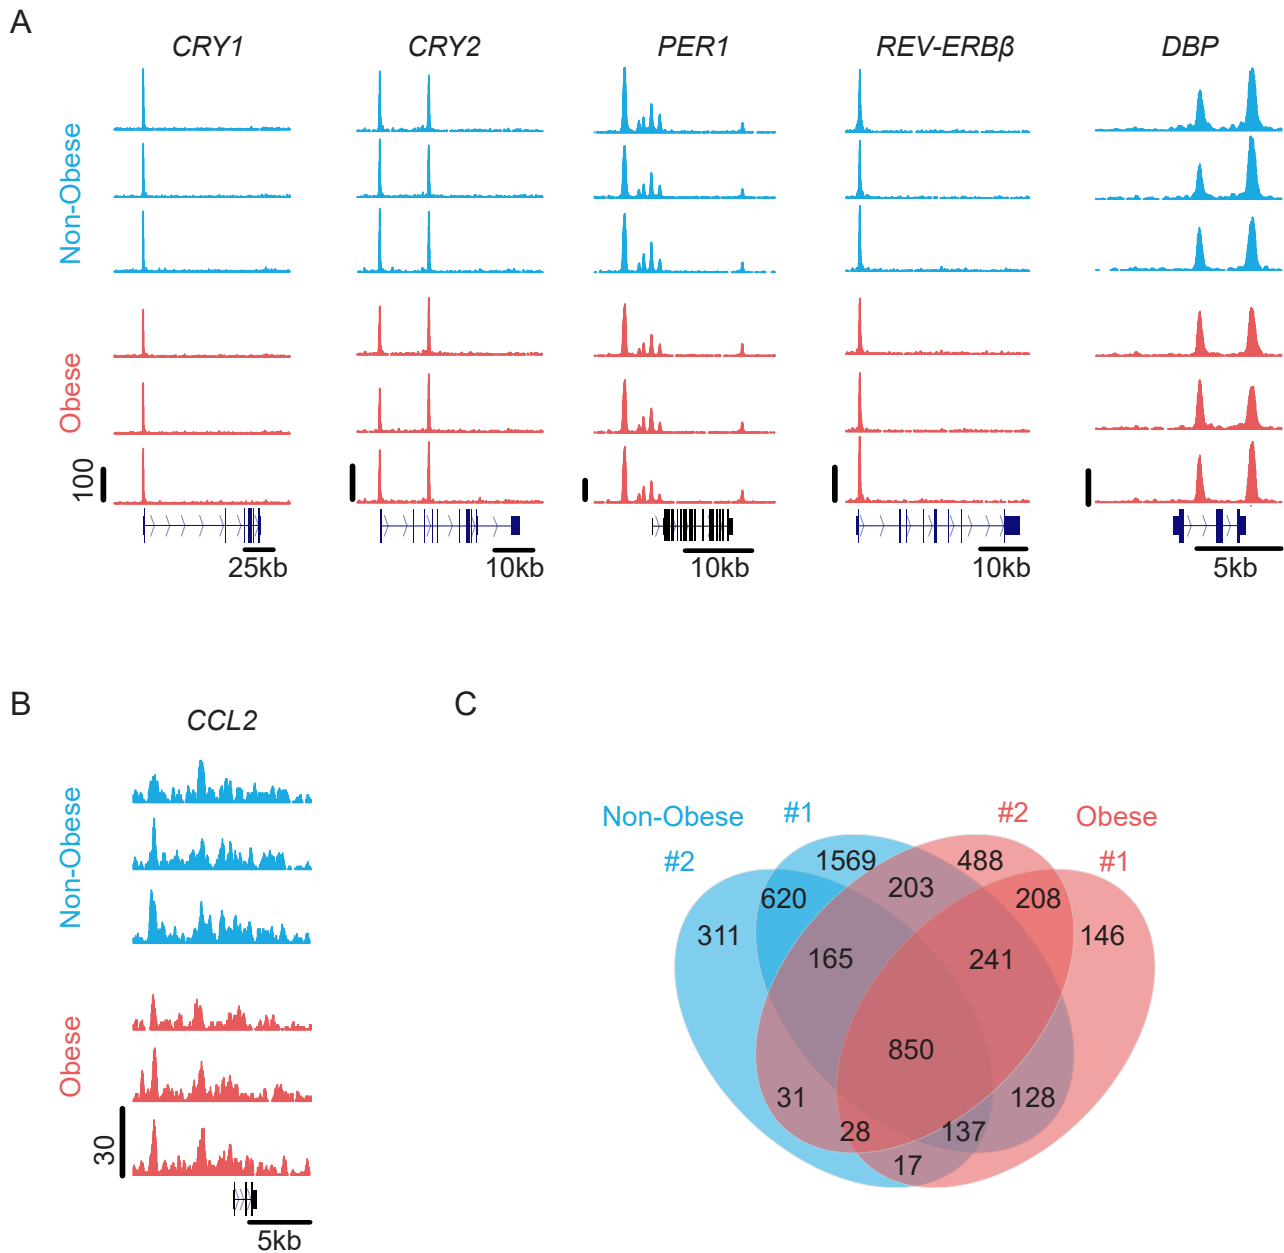 A
CRY1 CRY2 PER1 REV-ERBβ DBP
Non-Obese
Obese
100
25kb 10kb 10kb 10kb 5kb
B
CCL2
Non-Obese
Obese
30
5kb
C
Non-Obese #1 #2 Obese
#2 #1
1569 488
620 203 208
311 146
165 241
850
31 128
28 137
17